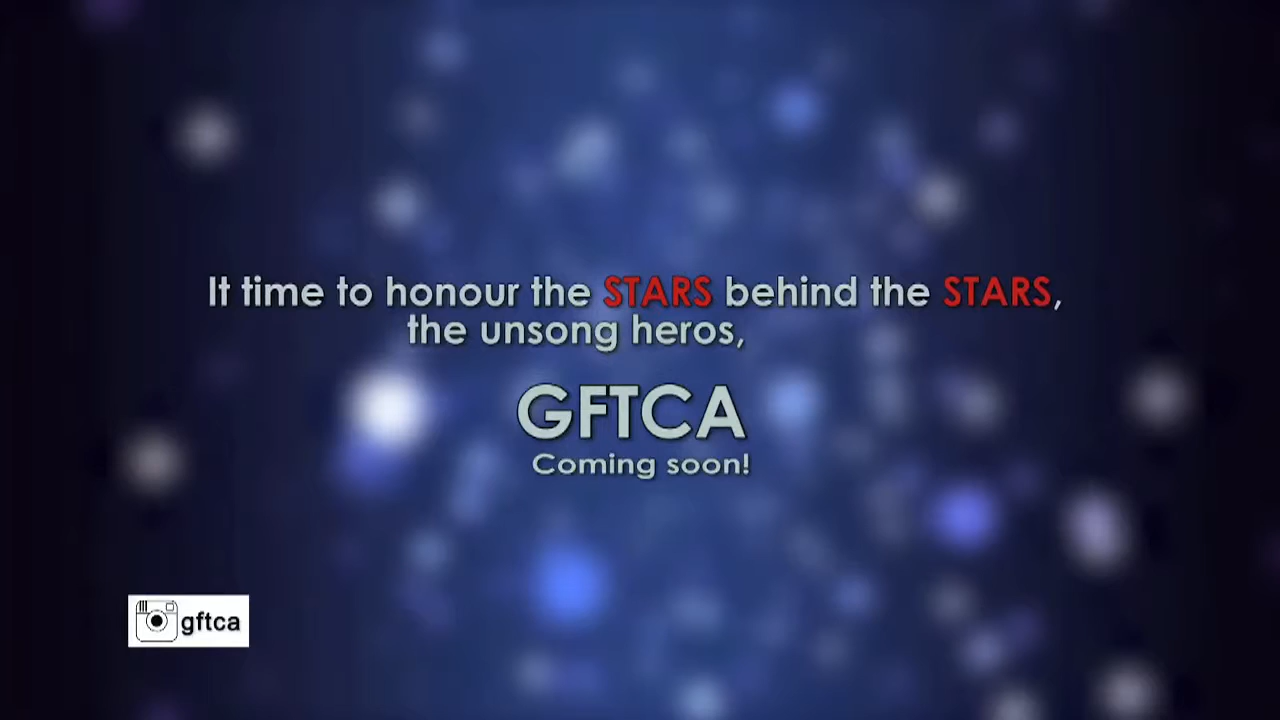 It time to honour the STARS behind the STARS,
the unsong heros,
GFTCA
Coming soon!
gftca